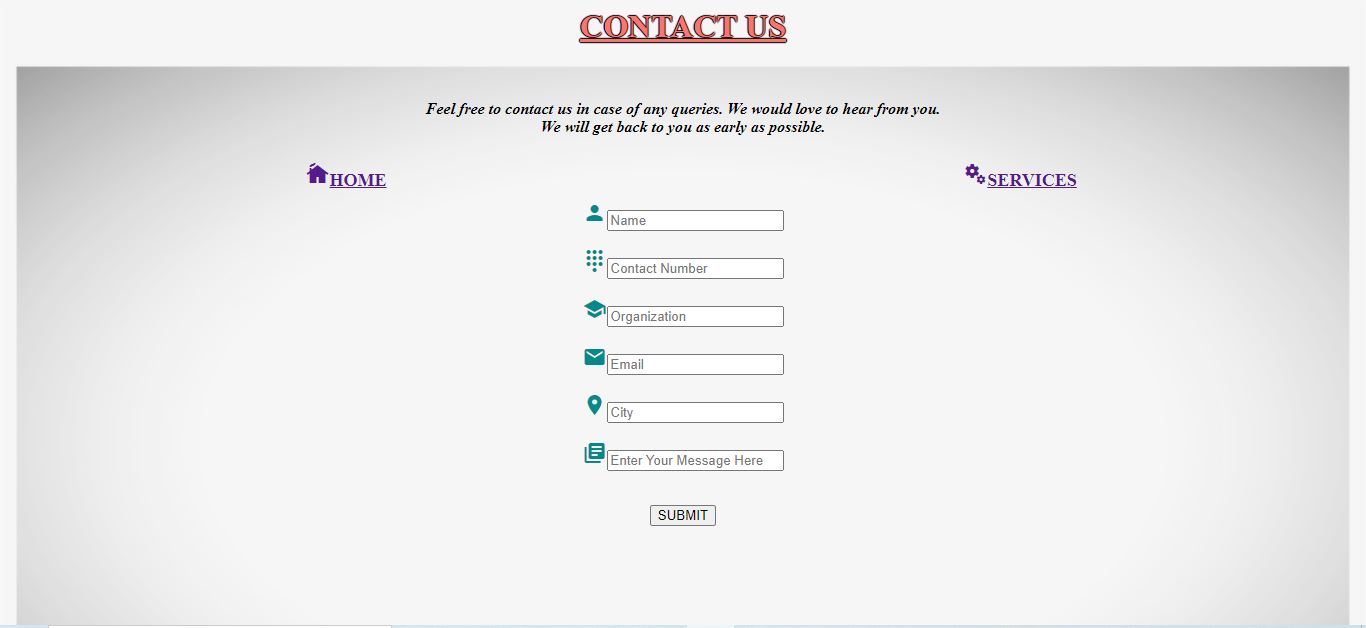 CONTACT US
Feel free to contact us in case of any queries. We would love to hear from you.
We will get back to you as early as possible.
HOME
SERVICES
Name
Contact Number
Organization
Email
City
Enter Your Message Here
SUBMIT